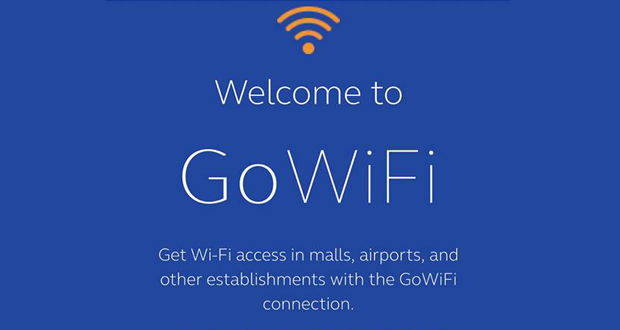 Welcome to
GoWiFi
Get Wi-Fi access in malls, airports, and
other establishments with the GoWiFi
connection.